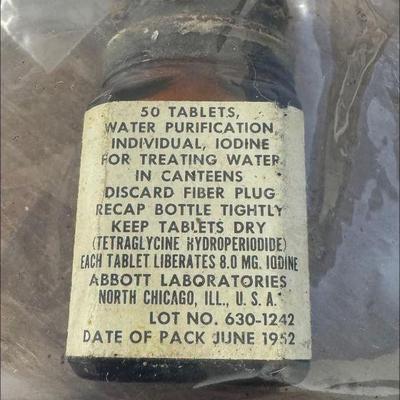 50 TABLETS,
WATER PURIFICATION,
INDIVIDUAL, IODINE
FOR TREATING WATER
IN CANTEENS
DISCARD FIBER PLUG
RECAP BOTTLE TIGHTLY
KEEP TABLETS DRY
(TETRAGLYCINE HYDROPERIODIDE)
EACH TABLET LIBERATES 8.0 MG. IODINE
ABBOTT LABORATORIES
NORTH CHICAGO, ILL., U. S. A.
LOT NO. 630-1242
DATE OF PACK JUNE 1952